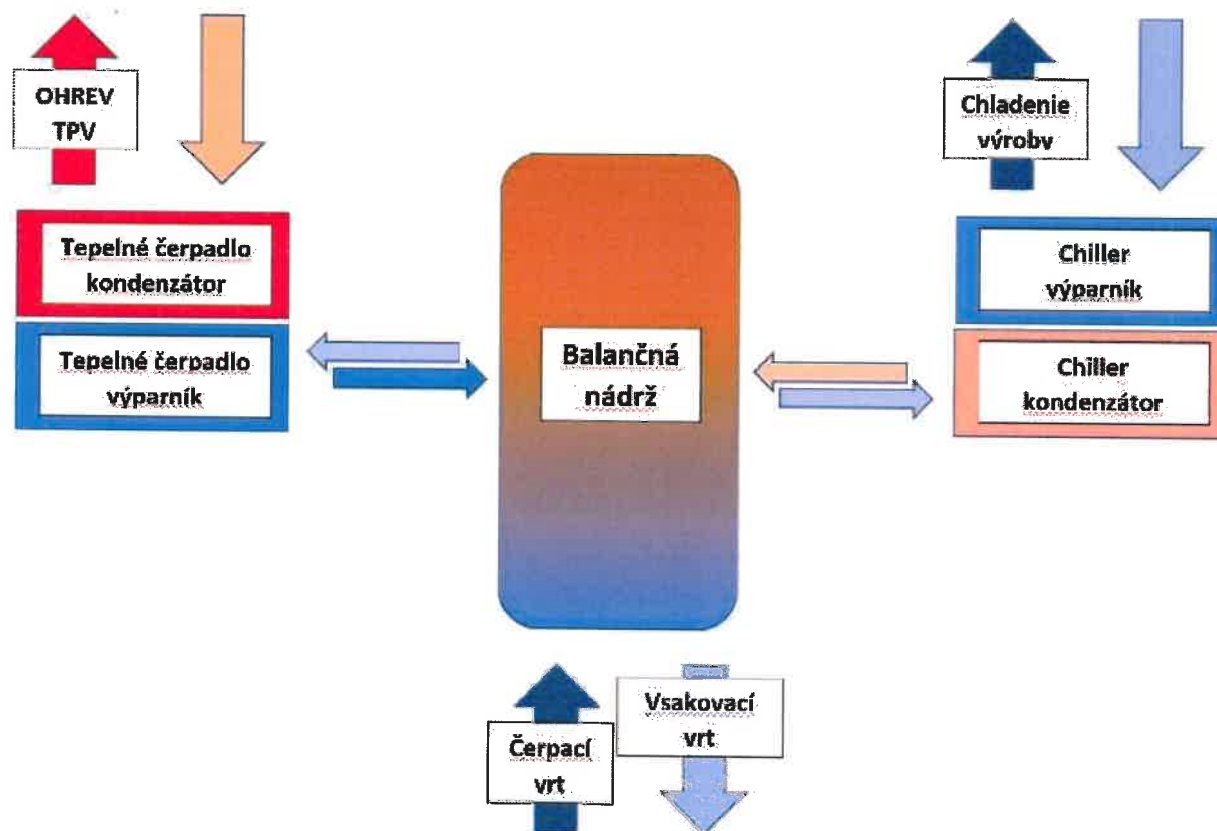 OHREV
TPV
Chladenie
výroby
Tepelné čerpadlo
kondenzátor
Tepelné čerpadlo
výparník
Balančná
nádrž
Chiller
výparník
Chiller
kondenzátor
Čerpací
vrt
Vsakovací
vrt